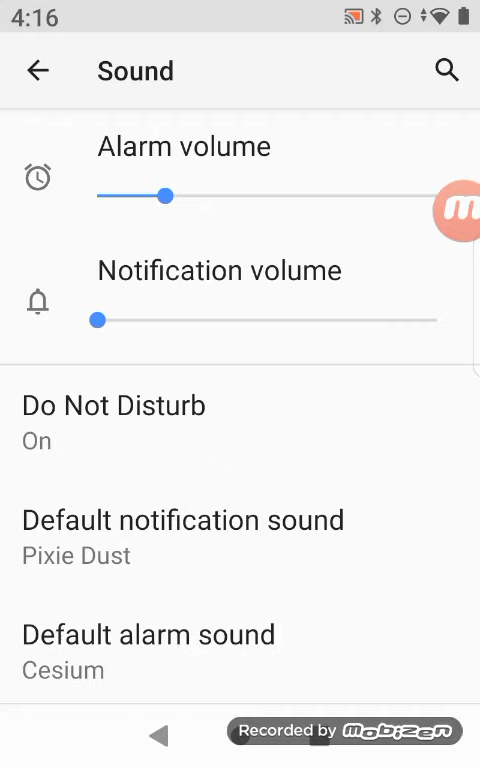 4:16
Sound
Alarm volume
m
Notification volume
Do Not Disturb
On
Default notification sound
Pixie Dust
Default alarm sound
Cesium
Recorded by mobizen